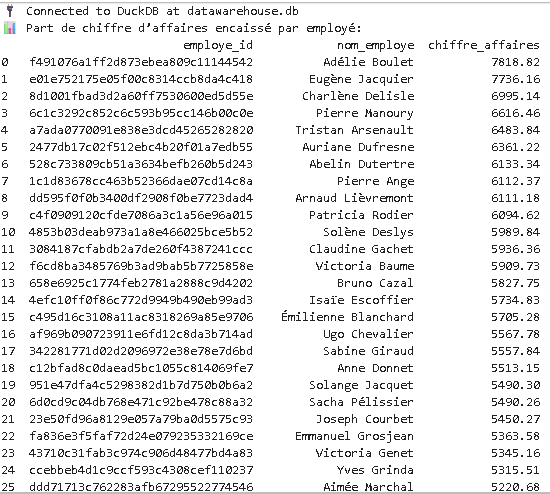 Connected to DuckDB at datawarehouse.db
Part de chiffre d'affaires encaissé par employé:
employe_id nom_employe chiffre_affaires
0 f491076a1ff2d873ebea809c11144542 Adélie Boulet 7818.82
1 e01e752175e05f00c8314ccb8da4c418 Eugène Jacquier 7736.16
2 8d1001fbad3d2a60ff7530600ed5d55e Charlène Delisle 6995.14
3 6c1c3292c852c6c593b95cc146b00c0e Pierre Manoury 6616.46
4 a7ada0770091e838e3dcd45265282820 Tristan Arsenault 6483.84
5 2477db17c02f512ebc4b20f01a7edb55 Auriane Dufresne 6361.22
6 528c733809cb51a3634befb260b5d243 Abelin Dutertre 6133.34
7 1c1d83678cc463b52366dae07cd14c8a Pierre Ange 6112.37
8 dd595f0f0b3400df2908f0be7723dad4 Arnaud Lièvremont 6111.18
9 c4f0909120cfde7086a3c1a56e96a015 Patricia Rodier 6094.62
10 4853b03deab973a1a8e466025bce5b52 Solène Deslys 5989.84
11 3084187cfabdb2a7de260f4387241ccc Claudine Gachet 5936.36
12 f6cd8ba3485769b3ad9bab5b7725858e Victoria Baume 5909.73
13 658e6925c1774feb2781a2888c9d4202 Bruno Cazal 5827.75
14 4efc10ff0f86c772d9949b490eb99ad3 Isaïe Escoffier 5734.83
15 c495d16c3108a11ac8318269a85e9706 Émilienne Blanchard 5705.28
16 af969b090723911e6fd12c8da3b714ad Ugo Chevalier 5567.78
17 342281771d02d2096972e38e78e7d6bd Sabine Giraud 5557.84
18 c12bfad8c0daead5bc1055c814069fe7 Anne Donnet 5513.15
19 951e47dfa4c5298382d1b7d750b0b6a2 Solange Jacquet 5490.30
20 6d0cd9c04db768e471c92be478c88a32 Sacha Pélissier 5490.26
21 23e50fd96a8129e057a79ba0d5575c93 Joseph Courbet 5450.27
22 fa836e3f5faf72d24e079235332169ce Emmanuel Grosjean 5363.58
23 43710c31fab3c974c906d48477bd4a83 Victoria Genet 5345.16
24 ccebbeb4d1c9ccf593c4308cef110237 Yves Grinda 5315.51
25 ddd71713c762283afb67295522774546 Aimée Marchal 5220.68